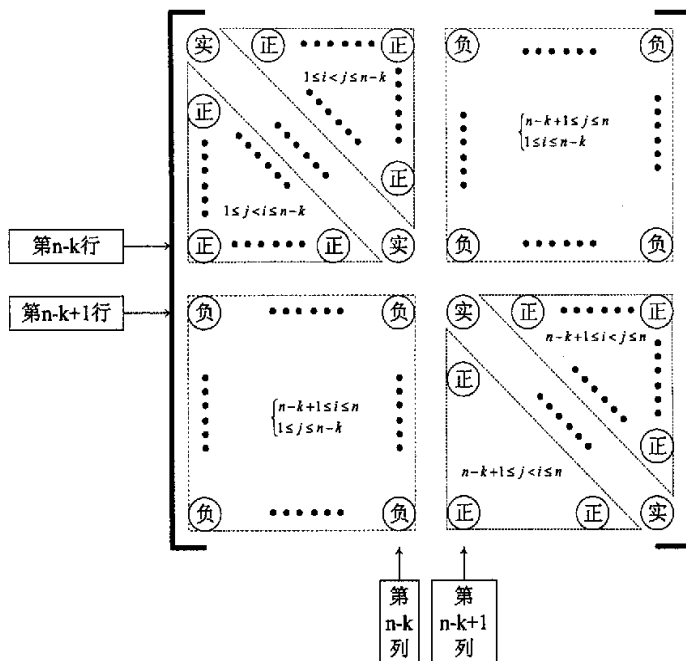 实 正 正 负 负
1≤i<j≤n-k
正
n-k+1≤j≤n
1≤i≤n-k
正
1≤j<i≤n-k
第n-k行
正 正 实 负 负
第n-k+1行
负 负 实 正 正
n-k+1≤i<j≤n
正
n-k+1≤i≤n
1≤j≤n-k
正
n-k+1≤j<i≤n
负 负 正 正 实
第
n-k
列
第
n-k+1
列